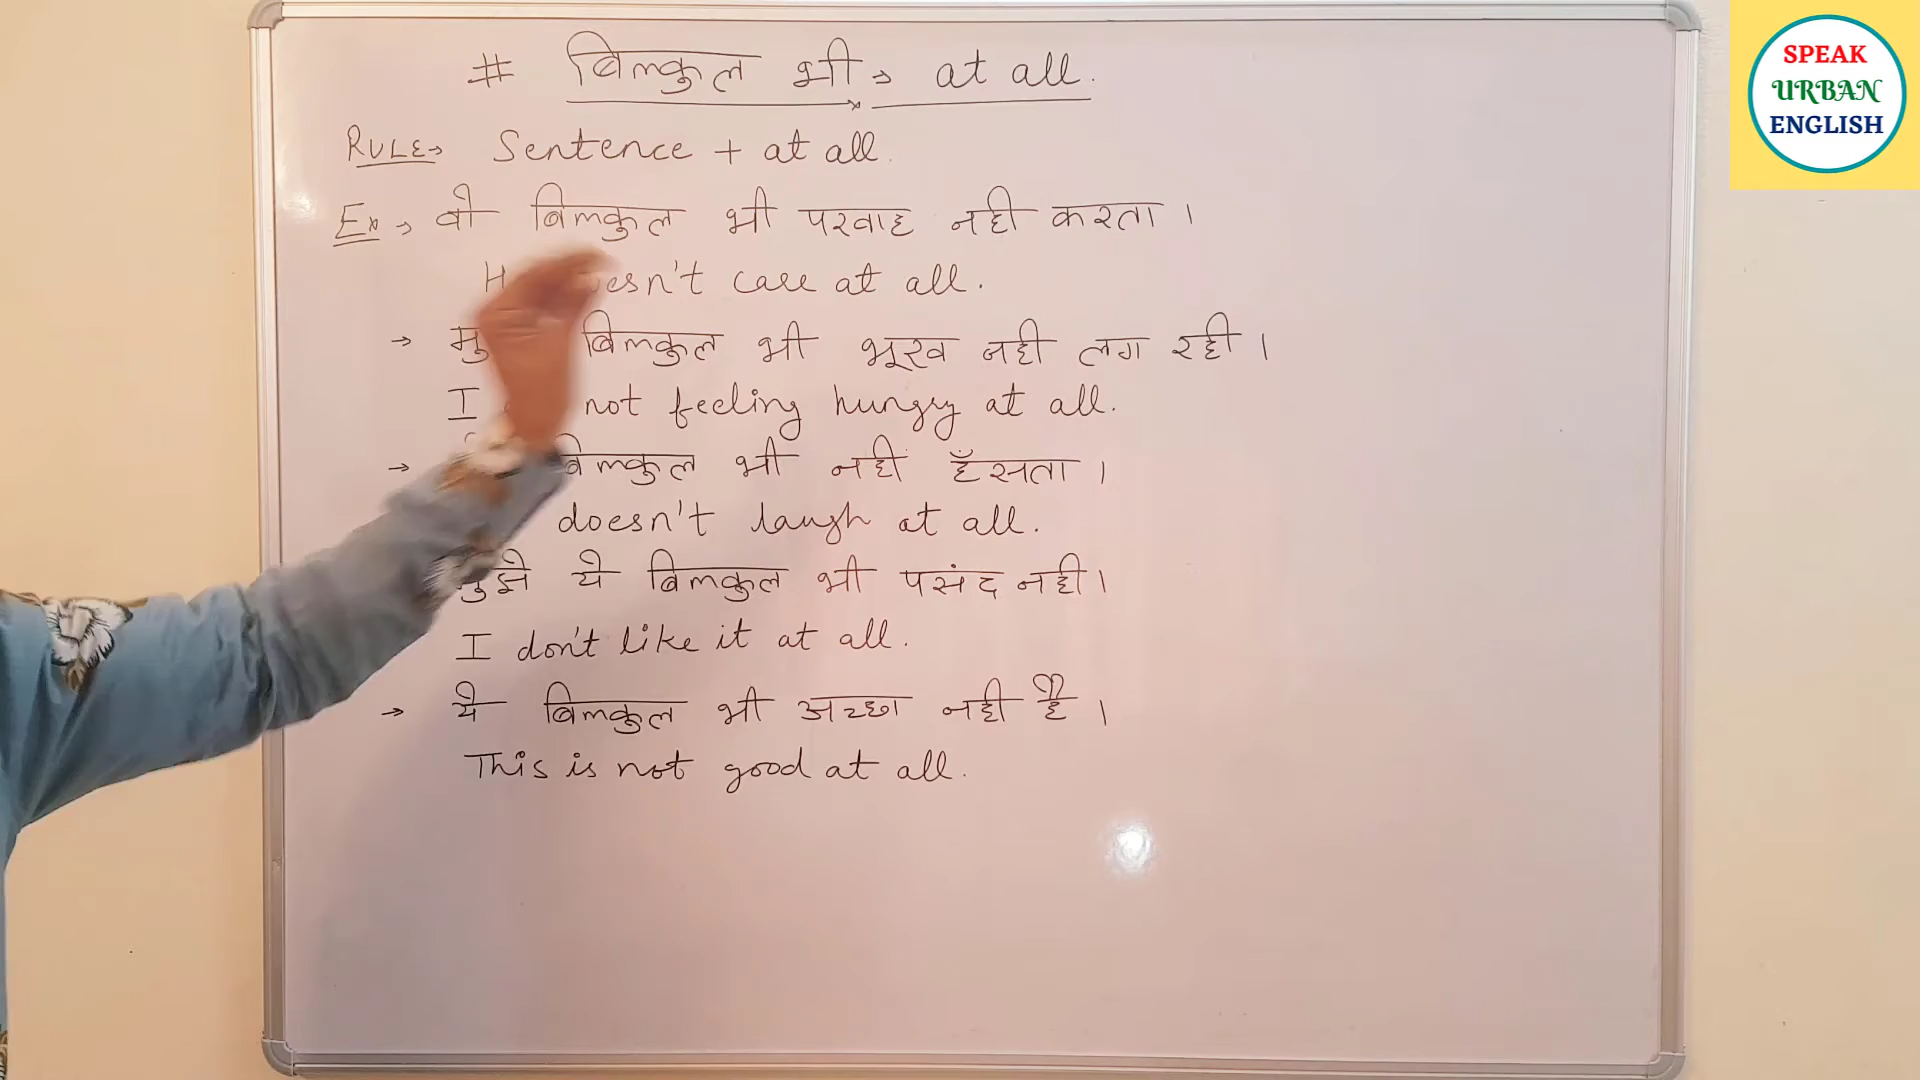 # बिल्कुल भी → at all.
RULE→ Sentence + at all.
Ex → वो बिल्कुल भी परवाह नही करता ।
care at all.
→ बिल्कुल भी भूख नही लग रही ।
I not feeling hungry at all.
→ बिल्कुल भी नहीं हँसता ।
doesn't laugh at all.
मुझे ये बिल्कुल भी पसंद नही ।
I don't like it at all.
→ ये बिल्कुल भी अच्छा नही है ।
This is not good at all.
SPEAK
URBAN
ENGLISH